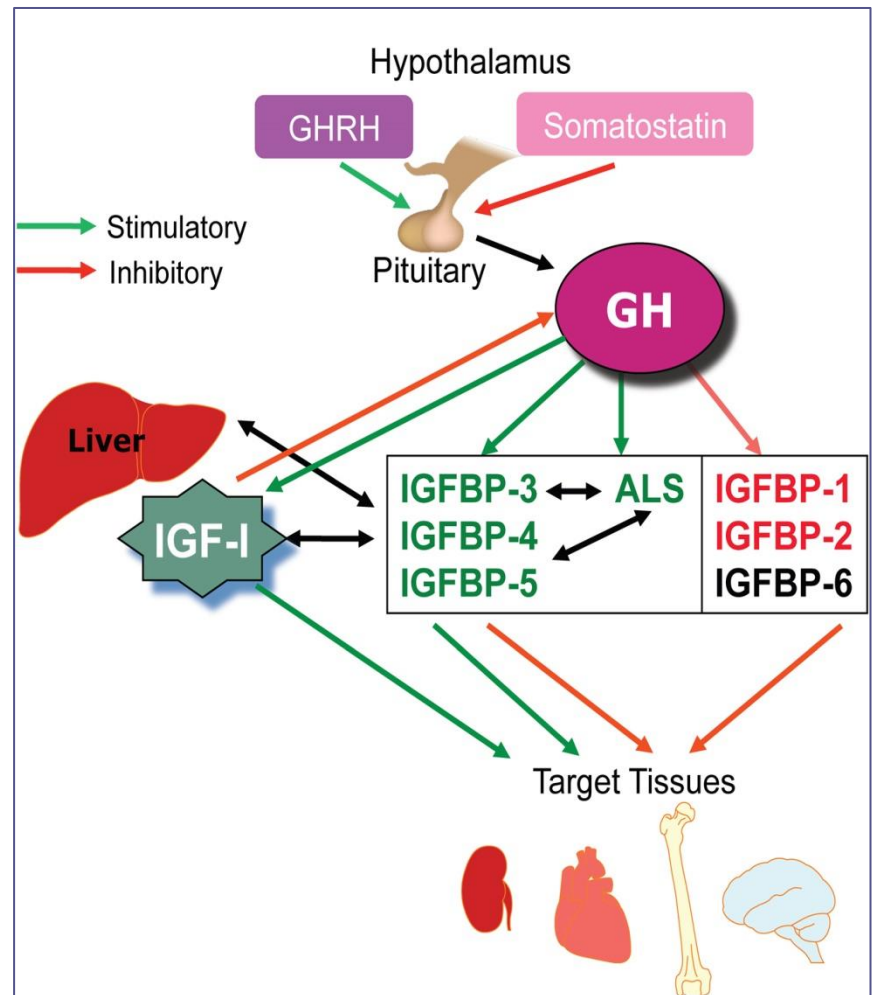 Hypothalamus
GHRH
Somatostatin
Stimulatory
Inhibitory
Pituitary
GH
Liver
IGF-I
IGFBP-3
ALS
IGFBP-4
IGFBP-5
IGFBP-1
IGFBP-2
IGFBP-6
Target Tissues